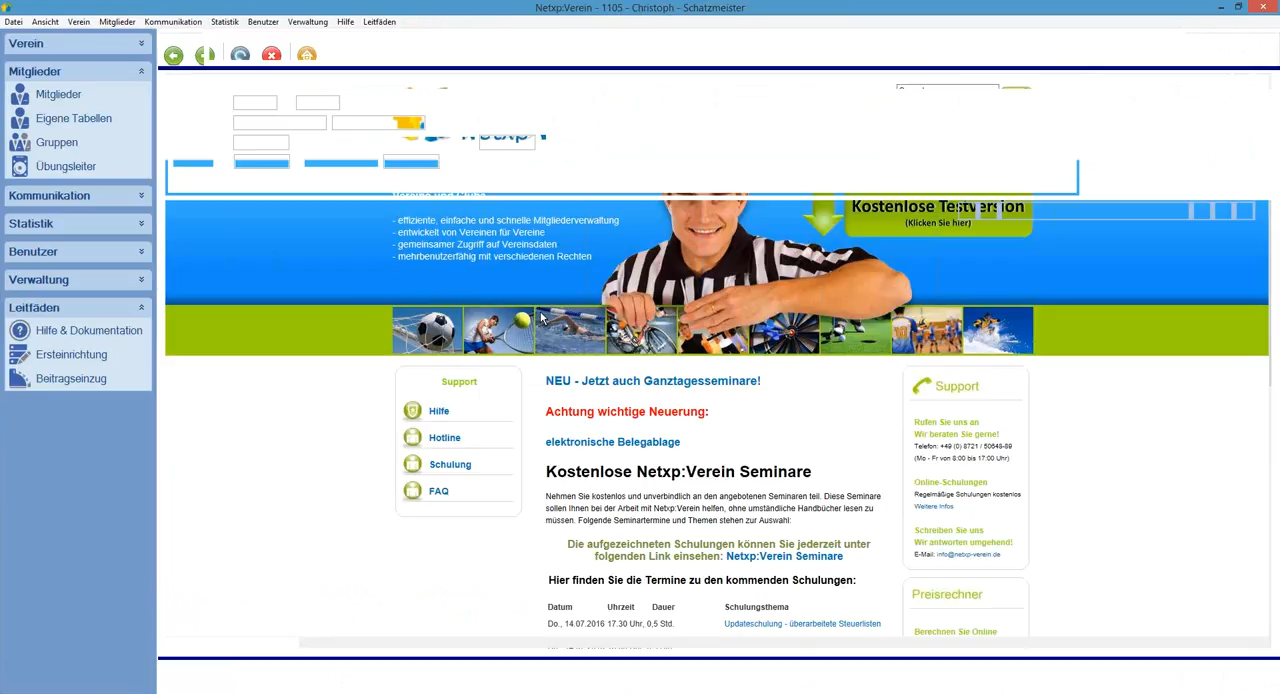 Netxp:Verein - 1105 - Christoph - Schatzmeister
Datei Ansicht Verein Mitglieder Kommunikation Statistik Benutzer Verwaltung Hilfe Leitfäden
Verein
Mitglieder
Mitglieder
Eigene Tabellen
Gruppen
Übungsleiter
Kommunikation
Statistik
Benutzer
Verwaltung
Leitfäden
Hilfe & Dokumentation
Ersteinrichtung
Beitragseinzug
- effiziente, einfache und schnelle Mitgliederverwaltung
- entwickelt von Vereinen für Vereine
- gemeinsamer Zugriff auf Vereinsdaten
- mehrbenutzerfähig mit verschiedenen Rechten
Kostenlose Testversion
(Klicken Sie hier)
Support
Hilfe
Hotline
Schulung
FAQ
NEU - Jetzt auch Ganztagesseminare!
Achtung wichtige Neuerung:
elektronische Belegablage
Kostenlose Netxp:Verein Seminare
Nehmen Sie kostenlos und unverbindlich an den angebotenen Seminaren teil. Diese Seminare
sollen Ihnen bei der Arbeit mit Netxp:Verein helfen, ohne umständliche Handbücher lesen zu
müssen. Folgende Seminartermine und Themen stehen zur Auswahl:
Die aufgezeichneten Schulungen können Sie jederzeit unter
folgenden Link einsehen: Netxp:Verein Seminare
Hier finden Sie die Termine zu den kommenden Schulungen:
Datum Uhrzeit Dauer Schulungsthema
Do., 14.07.2016 17.30 Uhr, 0,5 Std. Updateschulung - überarbeitete Steuerlisten
Support
Rufen Sie uns an
Wir beraten Sie gerne!
Telefon: +49 (0) 8721 / 50648-89
(Mo - Fr von 8:00 bis 17:00 Uhr)
Online-Schulungen
Regelmäßige Schulungen kostenlos
Weitere Infos
Schreiben Sie uns
Wir antworten umgehend!
E-Mail: info@netxp-verein.de
Preisrechner
Berechnen Sie Online